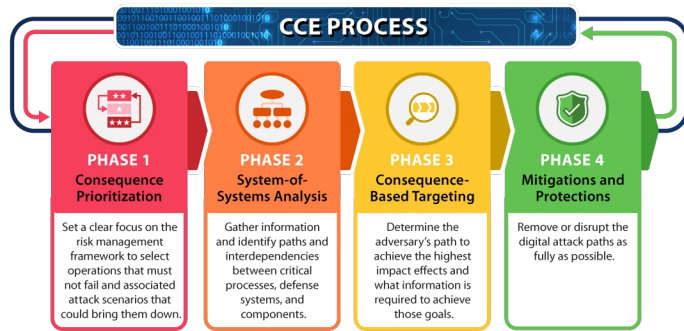 CCE PROCESS
PHASE 1
Consequence
Prioritization
Set a clear focus on the
risk management
framework to select
operations that must
not fail and associated
attack scenarios that
could bring them down.
PHASE 2
System-of-
Systems Analysis
Gather information
and identify paths and
interdependencies
between critical
processes, defense
systems, and
components.
PHASE 3
Consequence-
Based Targeting
Determine the
adversary's path to
achieve the highest
impact effects and
what information is
required to achieve
those goals.
PHASE 4
Mitigations and
Protections
Remove or disrupt the
digital attack paths as
fully as possible.